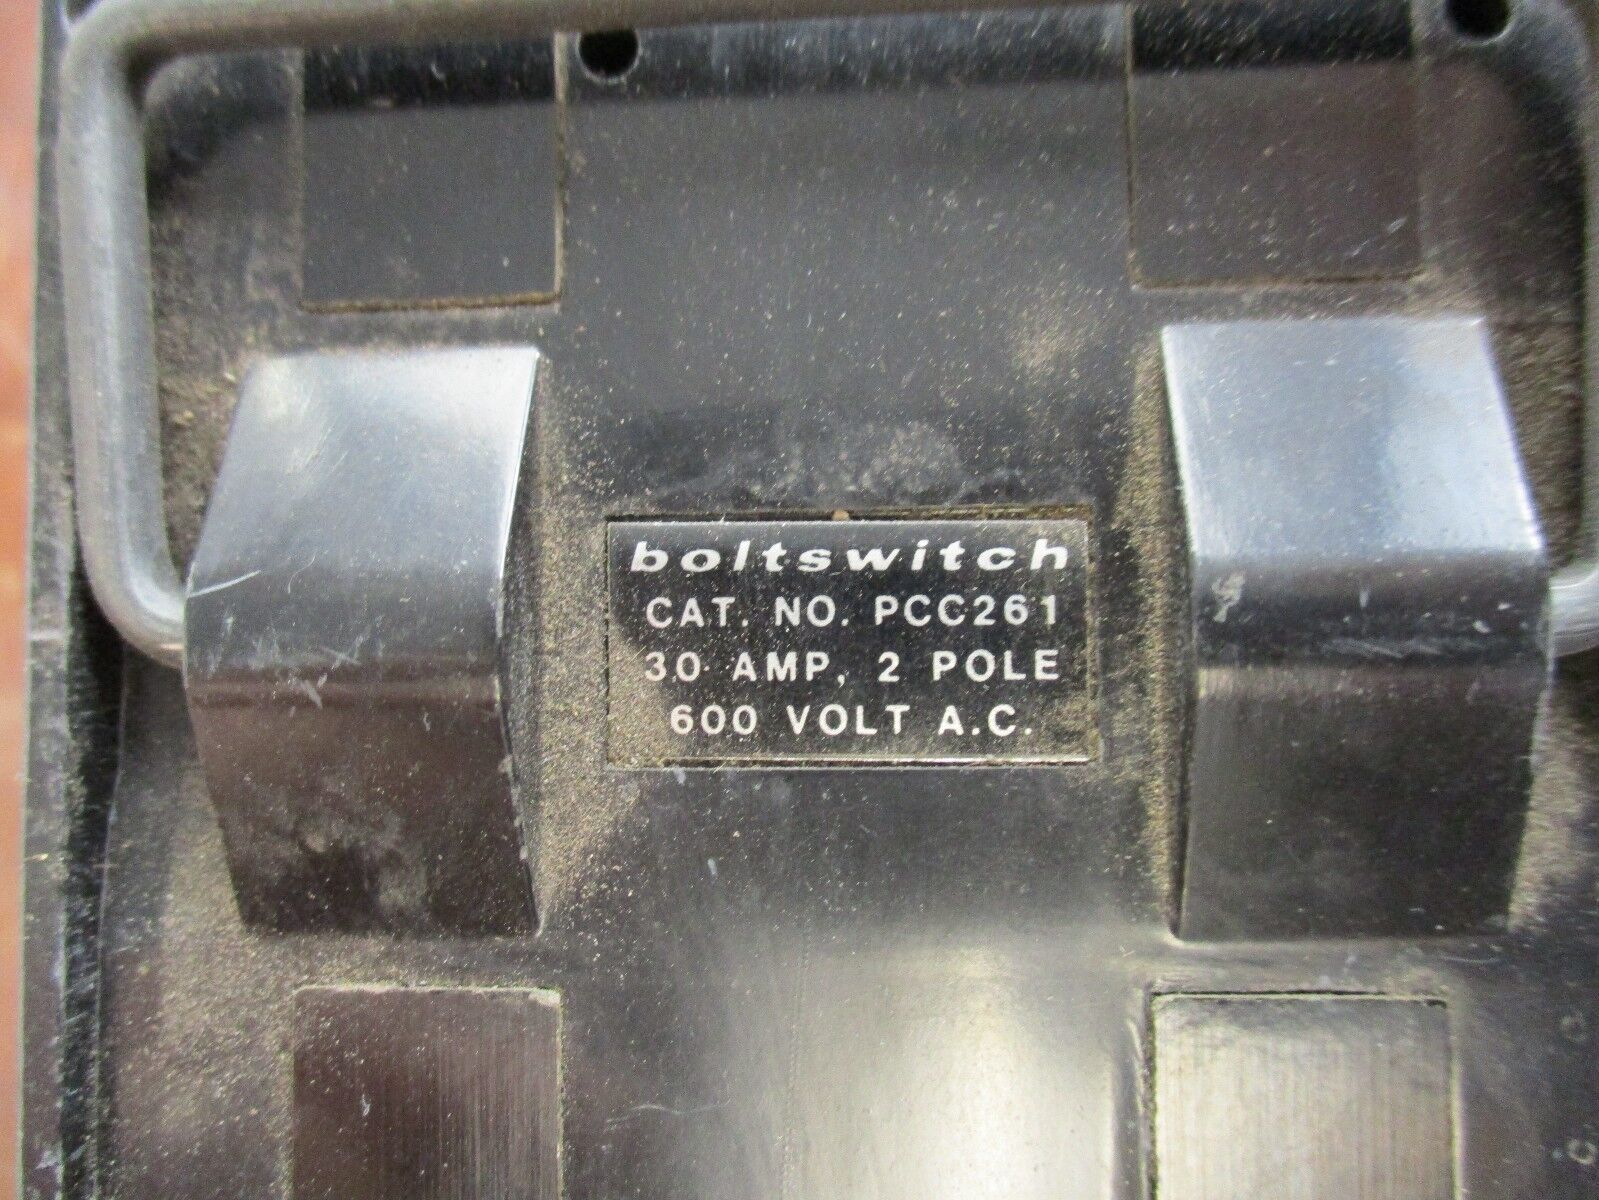 boltswitch
CAT. NO. PCC261
30 AMP, 2 POLE
600 VOLT A.C.